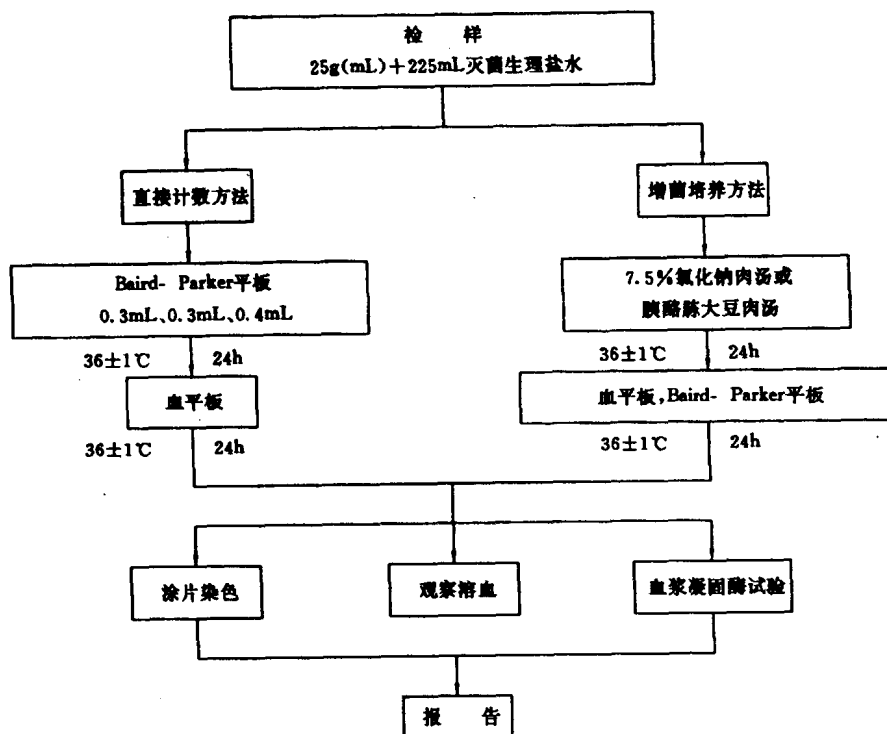 检 样
25g(mL)+225mL灭菌生理盐水
直接计数方法
增菌培养方法
Baird- Parker平板
0.3mL、0.3mL、0.4mL
7.5%氯化钠肉汤或
胰酪胨大豆肉汤
36±1℃ 24h
36±1℃ 24h
血平板
血平板,Baird- Parker平板
36±1℃ 24h
36±1℃ 24h
涂片染色
观察溶血
血浆凝固酶试验
报 告